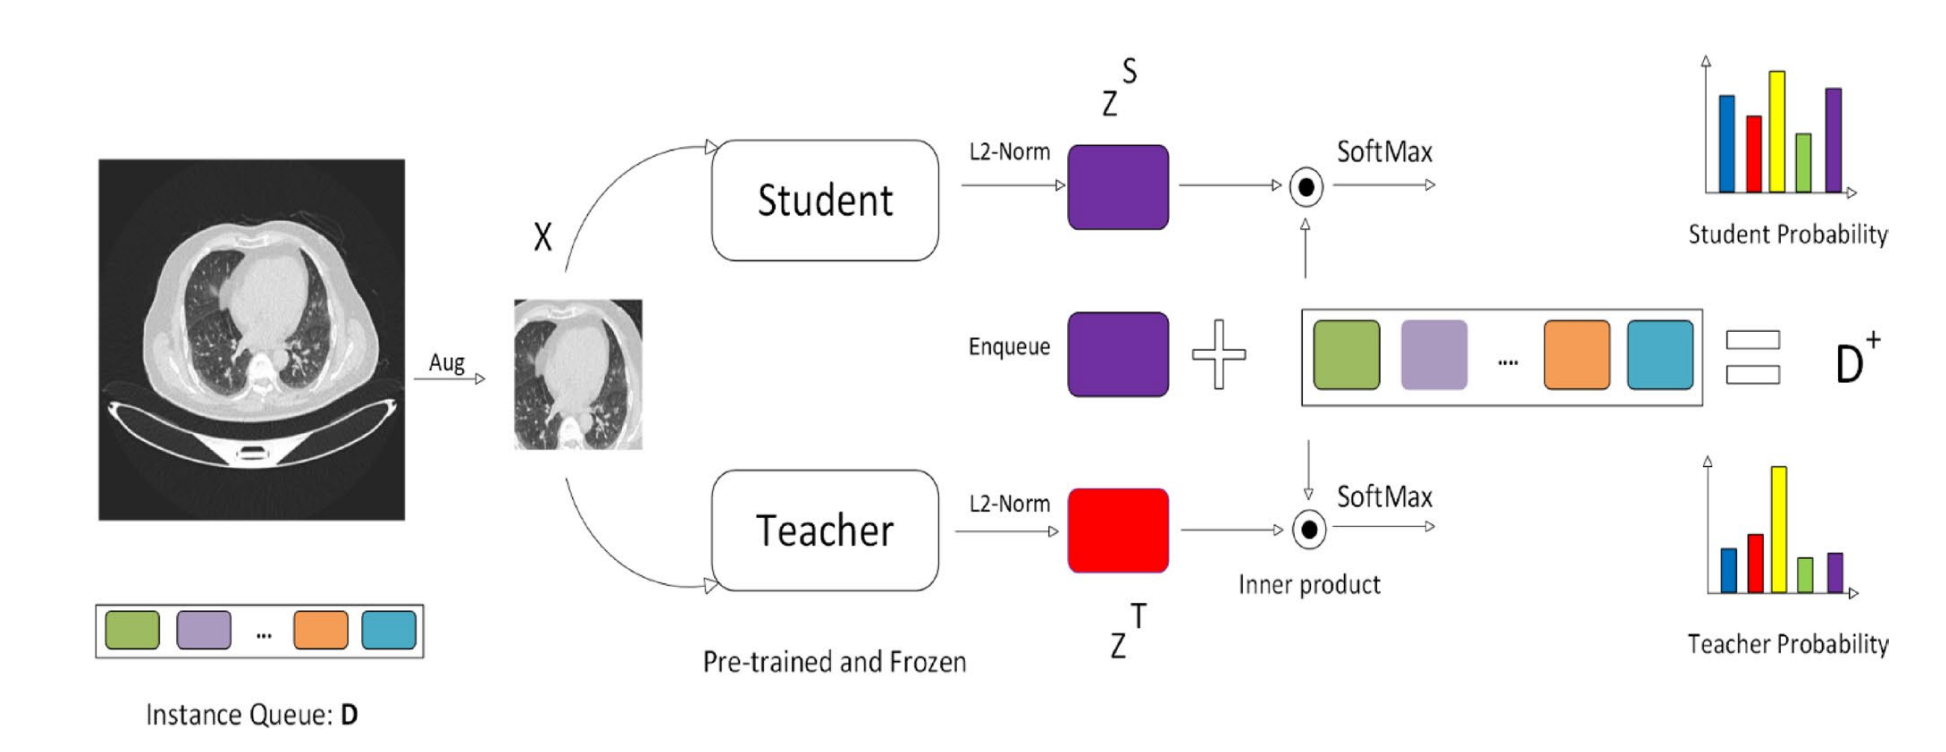 Z S
L2-Norm
SoftMax
Student
X
Student Probability
Aug
Enqueue
....
D+
L2-Norm
SoftMax
Teacher
Inner product
Z T
...
Pre-trained and Frozen
Teacher Probability
Instance Queue: D